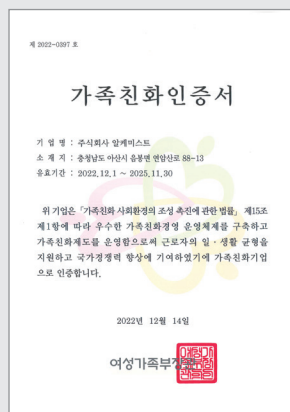 제 2022-0397 호
가족친화인증서
기 업 명 : 주식회사 알케미스트
소 재 지 : 충청남도 아산시 음봉면 연암산로 88-13
유효기간 : 2022.12.1 ~ 2025.11.30
위 기업은 「가족친화 사회환경의 조성 촉진에 관한 법률」 제15조
제1항에 따라 우수한 가족친화경영 운영체제를 구축하고
가족친화제도를 운영함으로써 근로자의 일 · 생활 균형을
지원하고 국가경쟁력 향상에 기여하였기에 가족친화기업
으로 인증합니다.
2022년 12월 14일
여성가족부장관